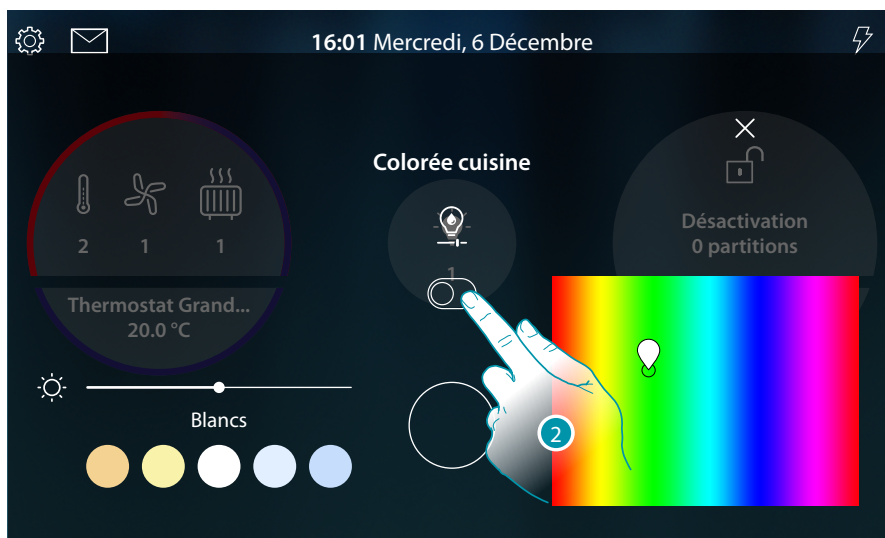 16:01 Mercredi, 6 Décembre
Colorée cuisine
2 1 1
1
Désactivation
0 partitions
Thermostat Grand...
20.0 °C
Blancs
2